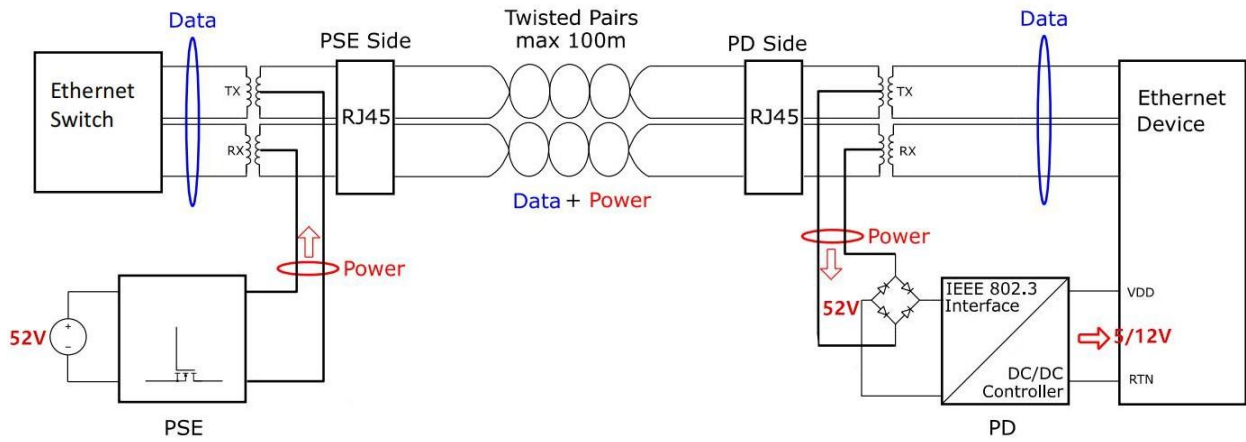 Data
Twisted Pairs
max 100m
Data
PSE Side
PD Side
Ethernet
Switch
TX
RX
RJ45
RJ45
TX
RX
Ethernet
Device
Data + Power
Power
Power
52V
+
-
52V
IEEE 802.3
Interface
DC/DC
Controller
VDD
5/12V
RTN
PSE
PD